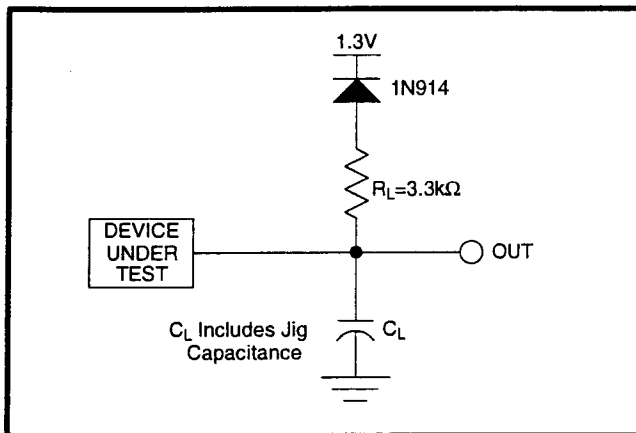 1.3V
1N914
R_L=3.3kΩ
DEVICE
UNDER
TEST
OUT
C_L Includes Jig
Capacitance
C_L